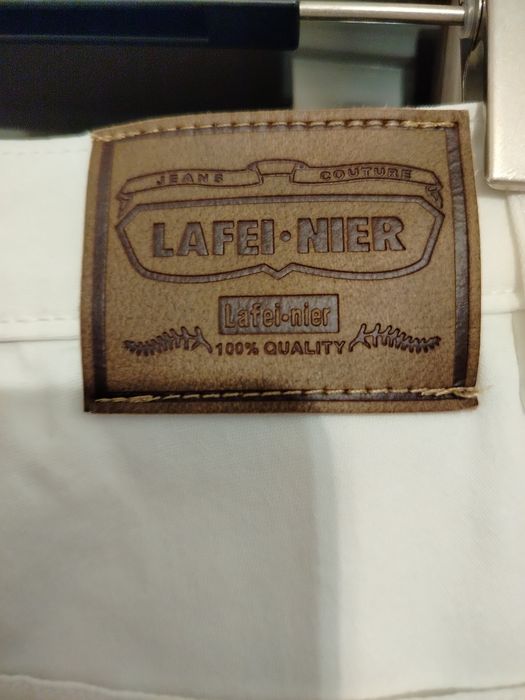 JEANS COUTURE
LAFEI·NIER
Lafei·nier
100% QUALITY